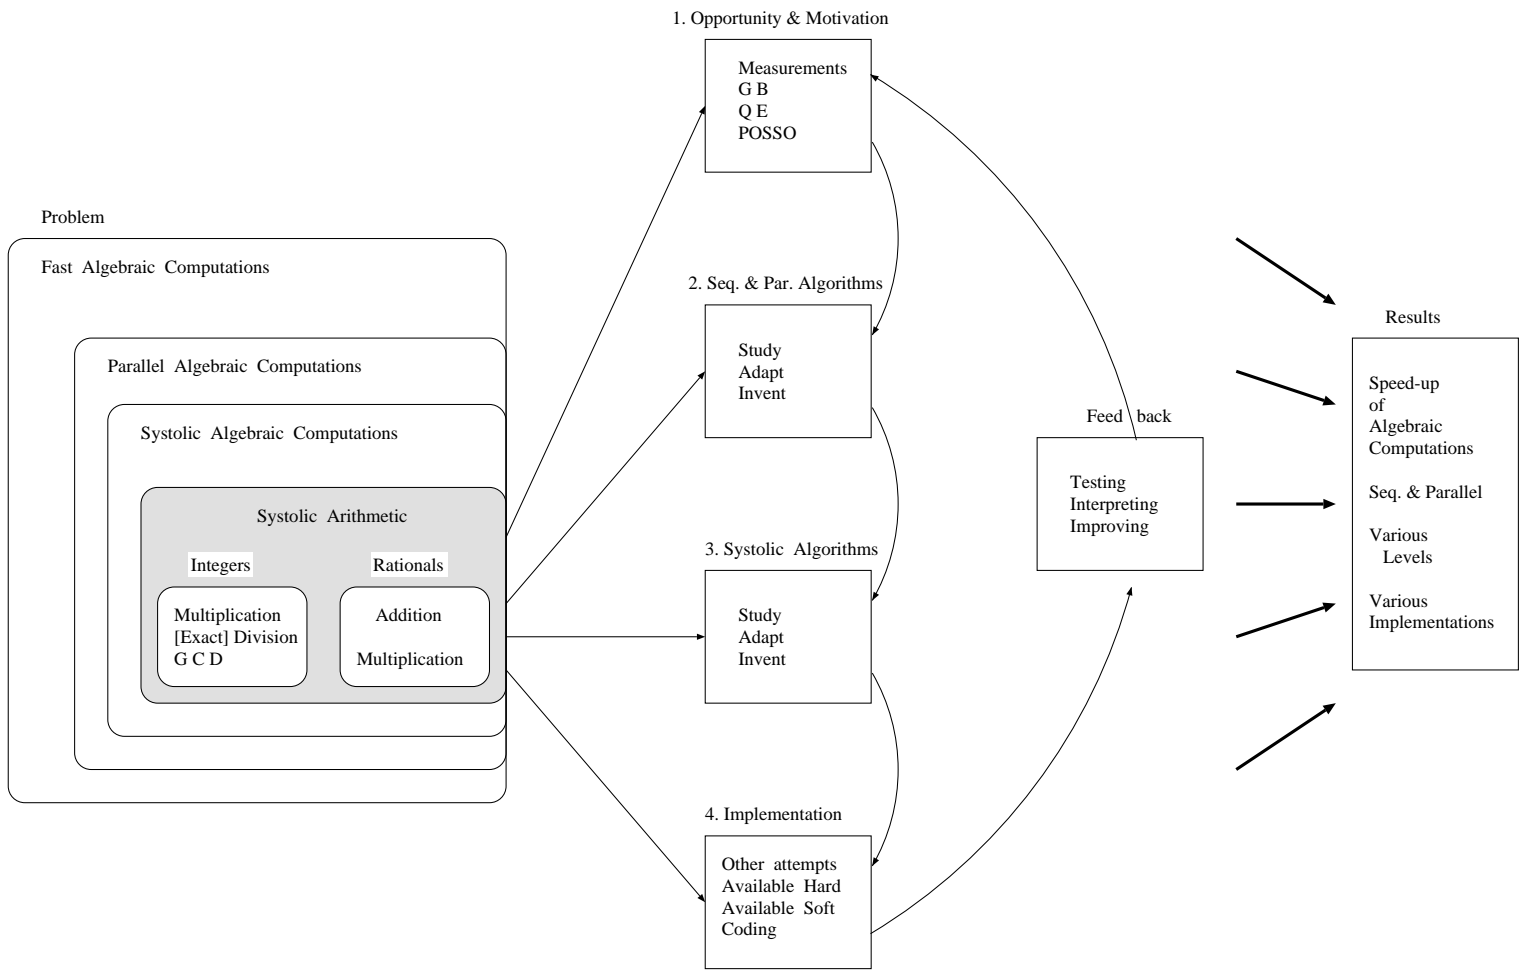 Problem
Fast Algebraic Computations
Parallel Algebraic Computations
Systolic Algebraic Computations
Systolic Arithmetic
Integers
Multiplication
[Exact] Division
G C D
Rationals
Addition
Multiplication
1. Opportunity & Motivation
Measurements
G B
Q E
POSSO
2. Seq. & Par. Algorithms
Study
Adapt
Invent
3. Systolic Algorithms
Study
Adapt
Invent
4. Implementation
Other attempts
Available Hard
Available Soft
Coding
Feed back
Testing
Interpreting
Improving
Results
Speed-up
of
Algebraic
Computations
Seq. & Parallel
Various
Levels
Various
Implementations